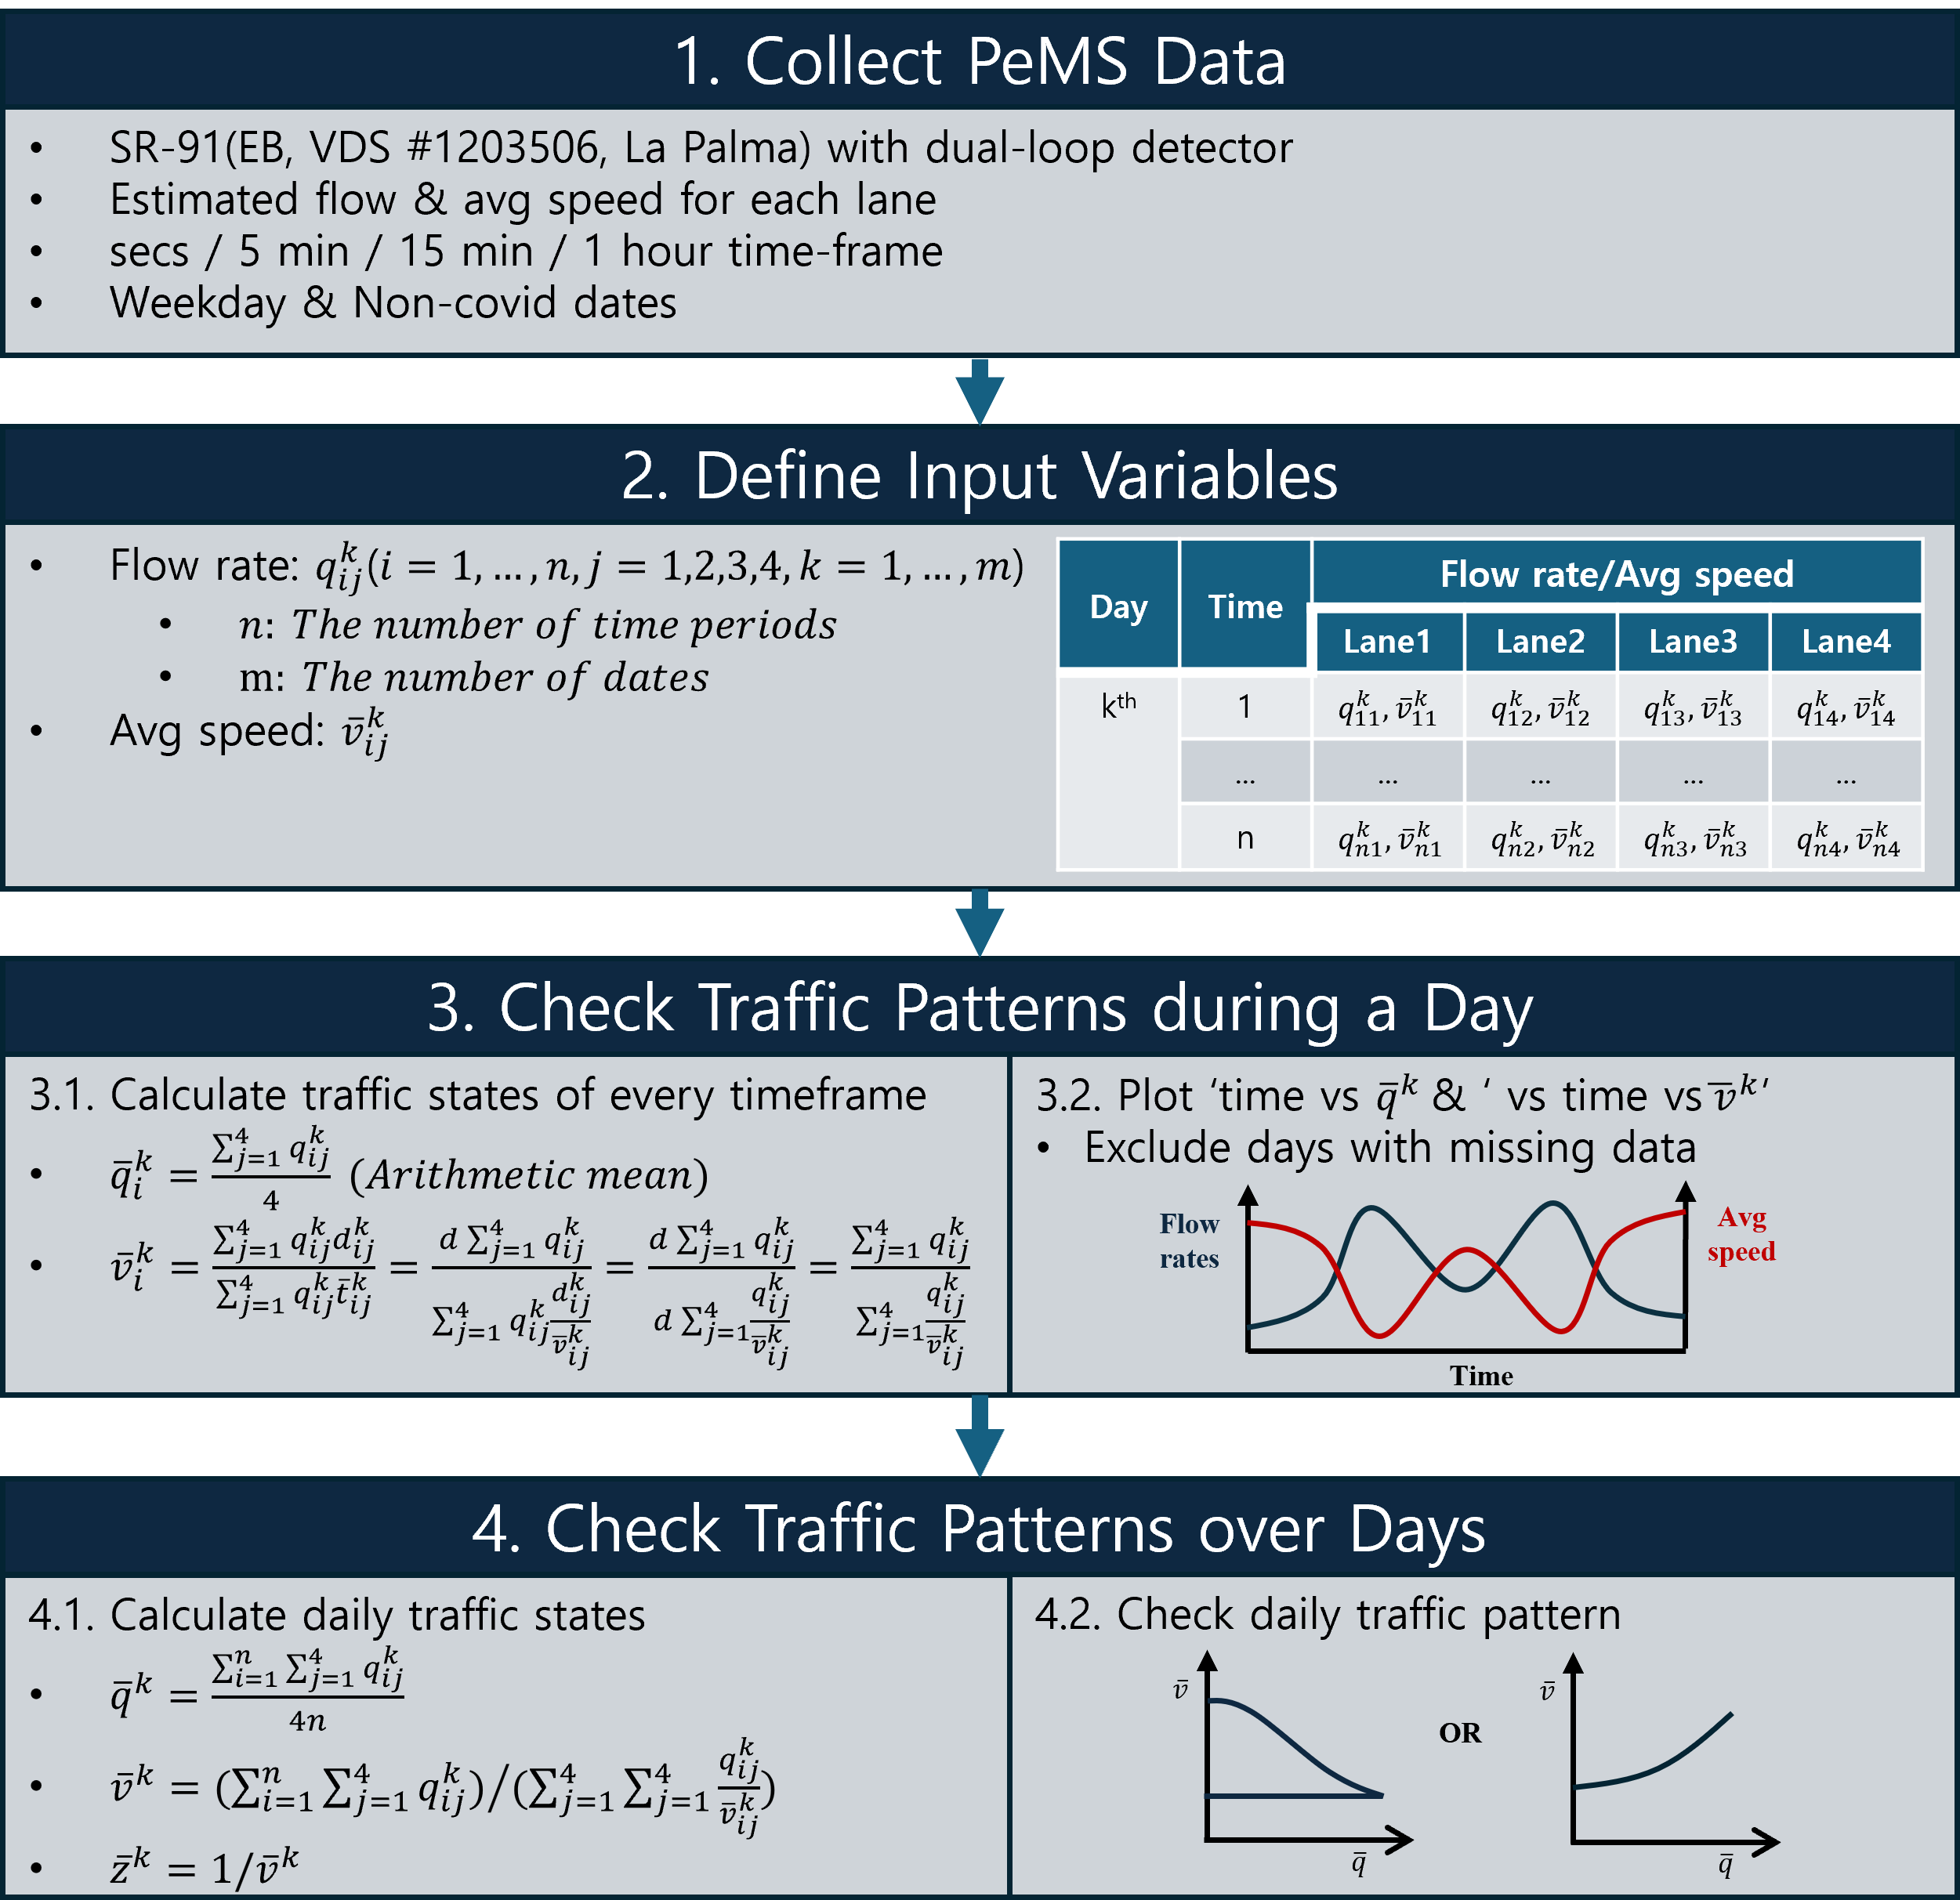 1. Collect PeMS Data
• SR-91(EB, VDS #1203506, La Palma) with dual-loop detector
• Estimated flow & avg speed for each lane
• secs / 5 min / 15 min / 1 hour time-frame
• Weekday & Non-covid dates
2. Define Input Variables
• Flow rate: $q_{ij}^k (i = 1, \ldots, n, j = 1,2,3,4, k = 1, \ldots, m)$
• n: The number of time periods
• m: The number of dates
• Avg speed: $\bar{v}_{ij}^k$
Day Time Flow rate/Avg speed
Lane1 Lane2 Lane3 Lane4
kth 1 $q_{11}^k, \bar{v}_{11}^k$ $q_{12}^k, \bar{v}_{12}^k$ $q_{13}^k, \bar{v}_{13}^k$ $q_{14}^k, \bar{v}_{14}^k$
... ... ... ... ...
n $q_{n1}^k, \bar{v}_{n1}^k$ $q_{n2}^k, \bar{v}_{n2}^k$ $q_{n3}^k, \bar{v}_{n3}^k$ $q_{n4}^k, \bar{v}_{n4}^k$
3. Check Traffic Patterns during a Day
3.1. Calculate traffic states of every timeframe
• $\bar{q}_i^k = \frac{\sum_{j=1}^4 q_{ij}^k}{4}$ (Arithmetic mean)
• $\bar{v}_i^k = \frac{\sum_{j=1}^4 q_{ij}^k d_{ij}^k}{\sum_{j=1}^4 q_{ij}^k \bar{t}_{ij}^k} = \frac{d \sum_{j=1}^4 q_{ij}^k}{\sum_{j=1}^4 q_{ij}^k \frac{d_{ij}^k}{\bar{v}_{ij}^k}} = \frac{d \sum_{j=1}^4 q_{ij}^k}{d \sum_{j=1}^4 \frac{q_{ij}^k}{\bar{v}_{ij}^k}} = \frac{\sum_{j=1}^4 q_{ij}^k}{\sum_{j=1}^4 \frac{q_{ij}^k}{\bar{v}_{ij}^k}}$
3.2. Plot ‘time vs $\bar{q}^k$ & ‘ vs time vs $\bar{v}^k$’
• Exclude days with missing data
Flow rates
Avg speed
Time
4. Check Traffic Patterns over Days
4.1. Calculate daily traffic states
• $\bar{q}^k = \frac{\sum_{i=1}^n \sum_{j=1}^4 q_{ij}^k}{4n}$
• $\bar{v}^k = (\sum_{i=1}^n \sum_{j=1}^4 q_{ij}^k)/(\sum_{j=1}^4 \sum_{j=1}^4 \frac{q_{ij}^k}{\bar{v}_{ij}^k})$
• $\bar{z}^k = 1/\bar{v}^k$
4.2. Check daily traffic pattern
$\bar{v}$
$\bar{q}$
OR
$\bar{v}$
$\bar{q}$